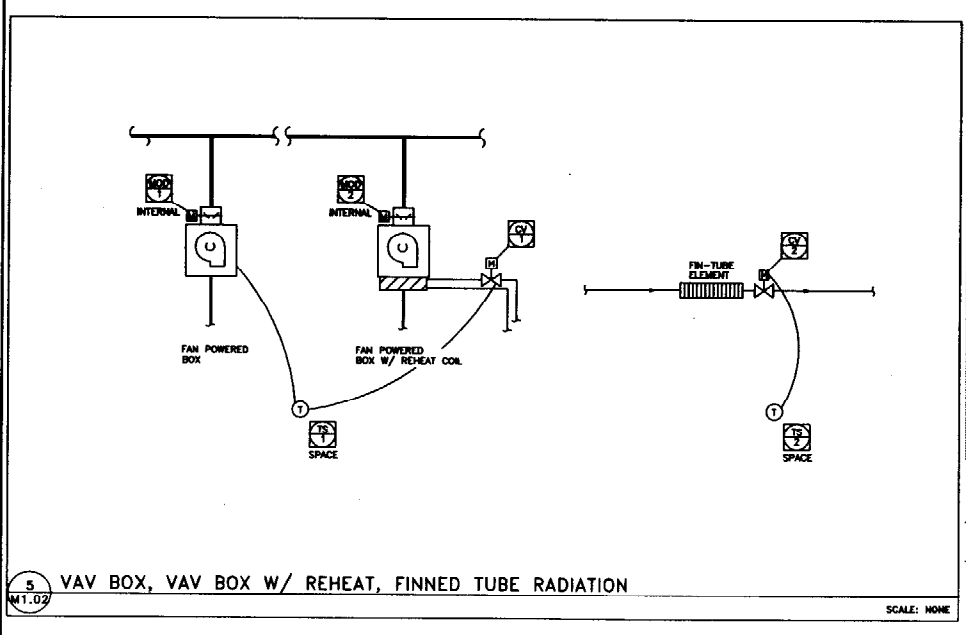 MOD
1
INTERNAL
M
C
FAN POWERED
BOX
MOD
2
INTERNAL
M
C
CV
1
M
FAN POWERED
BOX W/ REHEAT COIL
T
TS
1
SPACE
FIN-TUBE
ELEMENT
CV
2
M
T
TS
2
SPACE
5
M1.02
VAV BOX, VAV BOX W/ REHEAT, FINNED TUBE RADIATION
SCALE: NONE